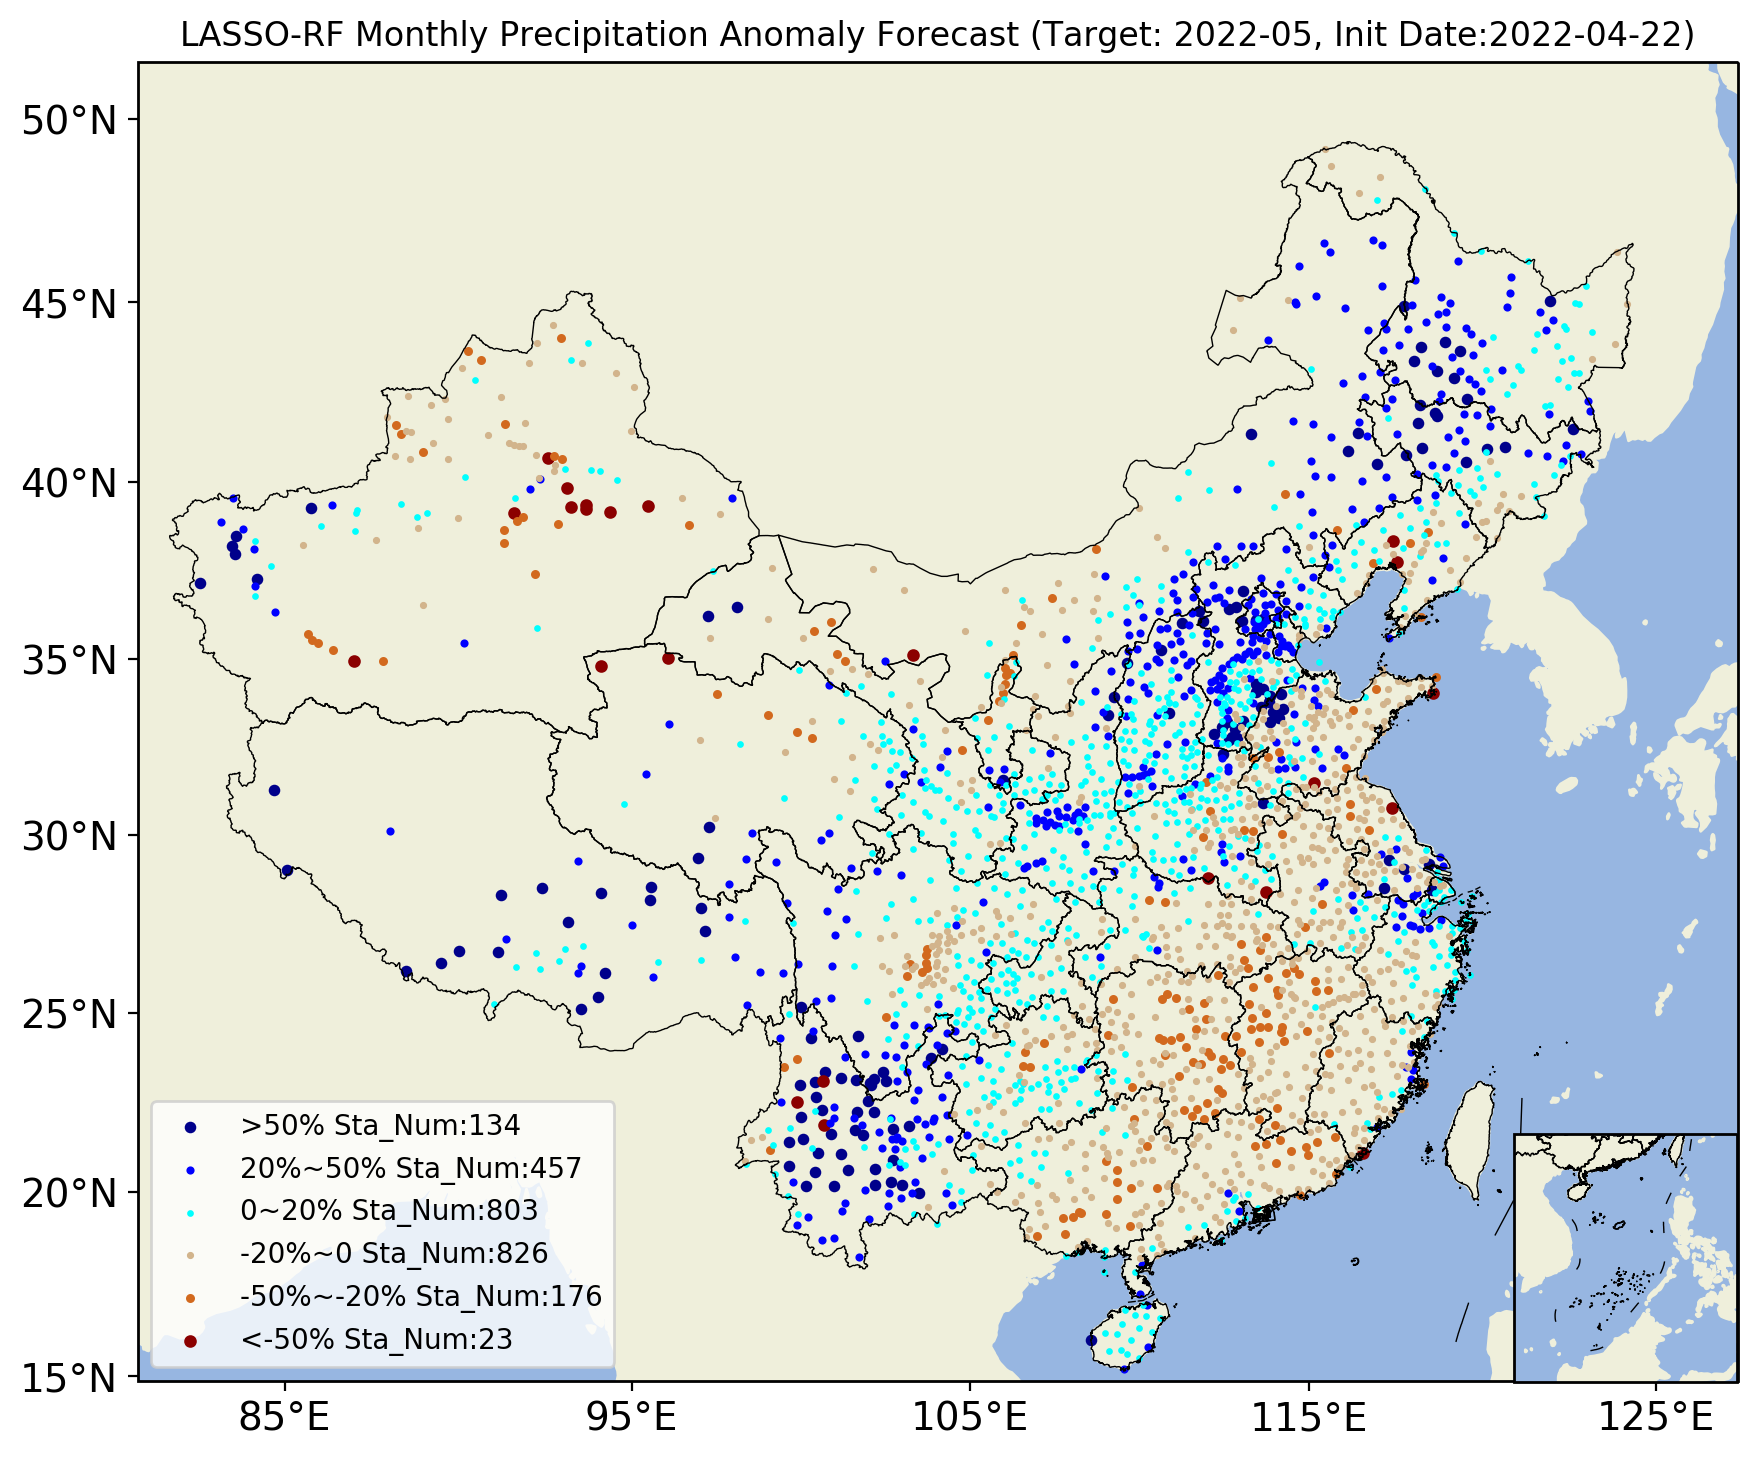 LASSO-RF Monthly Precipitation Anomaly Forecast (Target: 2022-05, Init Date:2022-04-22)
50°N
45°N
40°N
35°N
30°N
25°N
20°N
15°N
>50% Sta_Num:134
20%~50% Sta_Num:457
0~20% Sta_Num:803
-20%~0 Sta_Num:826
-50%~-20% Sta_Num:176
<-50% Sta_Num:23
85°E 95°E 105°E 115°E 125°E